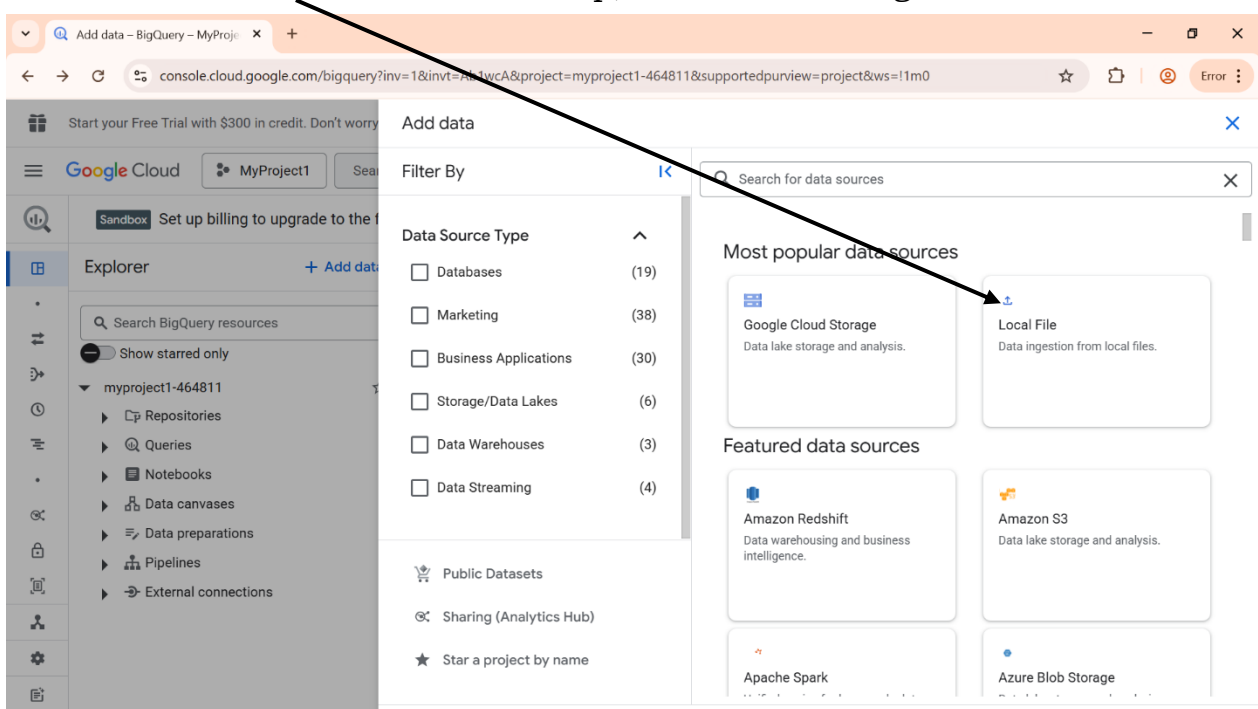 Add data – BigQuery – MyProje
console.cloud.google.com/bigquery?inv=1&invt=Ab1wcA&project=myproject1-464811&supportedpurview=project&ws=!1m0
Error
Start your Free Trial with $300 in credit. Don't worry
Add data
Google Cloud
MyProject1
Sea
Filter By
Search for data sources
Sandbox Set up billing to upgrade to the f
Explorer
+ Add data
Search BigQuery resources
Show starred only
myproject1-464811
Repositories
Queries
Notebooks
Data canvases
Data preparations
Pipelines
External connections
Data Source Type
Databases (19)
Marketing (38)
Business Applications (30)
Storage/Data Lakes (6)
Data Warehouses (3)
Data Streaming (4)
Public Datasets
Sharing (Analytics Hub)
Star a project by name
Most popular data sources
Google Cloud Storage
Data lake storage and analysis.
Local File
Data ingestion from local files.
Featured data sources
Amazon Redshift
Data warehousing and business
intelligence.
Amazon S3
Data lake storage and analysis.
Apache Spark
Azure Blob Storage